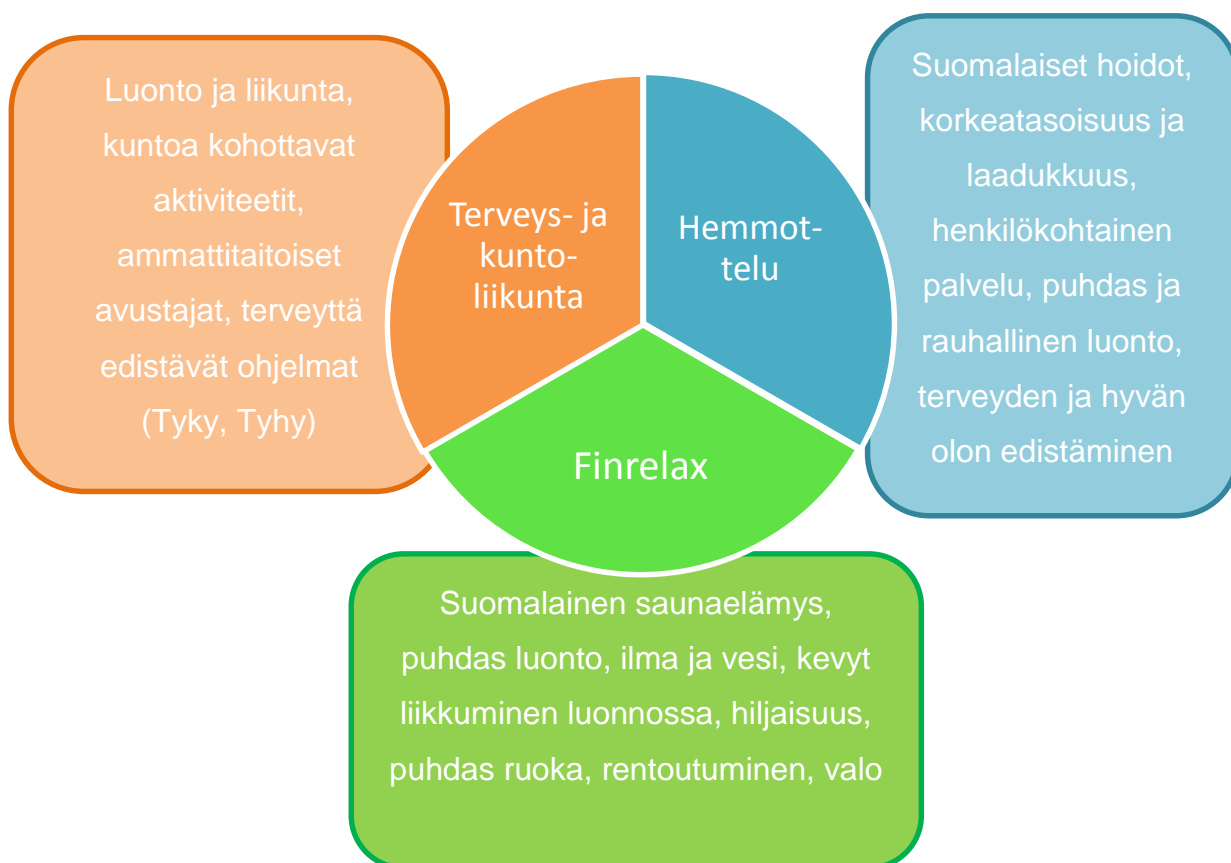 Luonto ja liikunta,
kuntoa kohottavat
aktiviteetit,
ammattitaitoiset
avustajat, terveyttä
edistävät ohjelmat
(Tyky, Tyhy)
Terveys- ja
kunto-
liikunta
Hemmot-
telu
Suomalaiset hoidot,
korkeatasoisuus ja
laadukkuus,
henkilökohtainen
palvelu, puhdas ja
rauhallinen luonto,
terveyden ja hyvän
olon edistäminen
Finrelax
Suomalainen saunaelämys,
puhdas luonto, ilma ja vesi, kevyt
liikkuminen luonnossa, hiljaisuus,
puhdas ruoka, rentoutuminen, valo